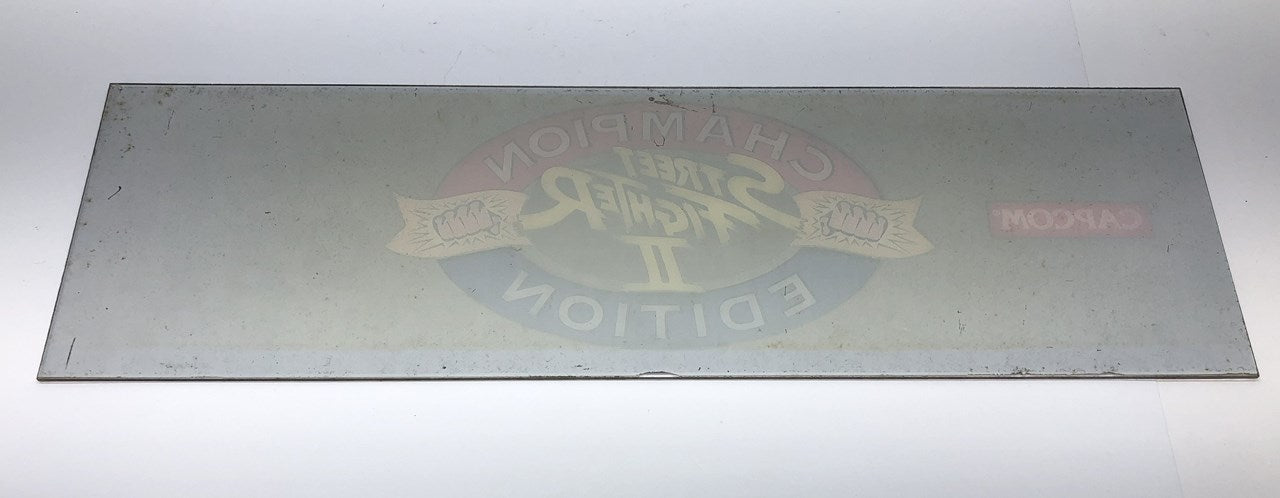 CHAMPION
STREET
FIGHTER
II
EDITION
CAPCOM